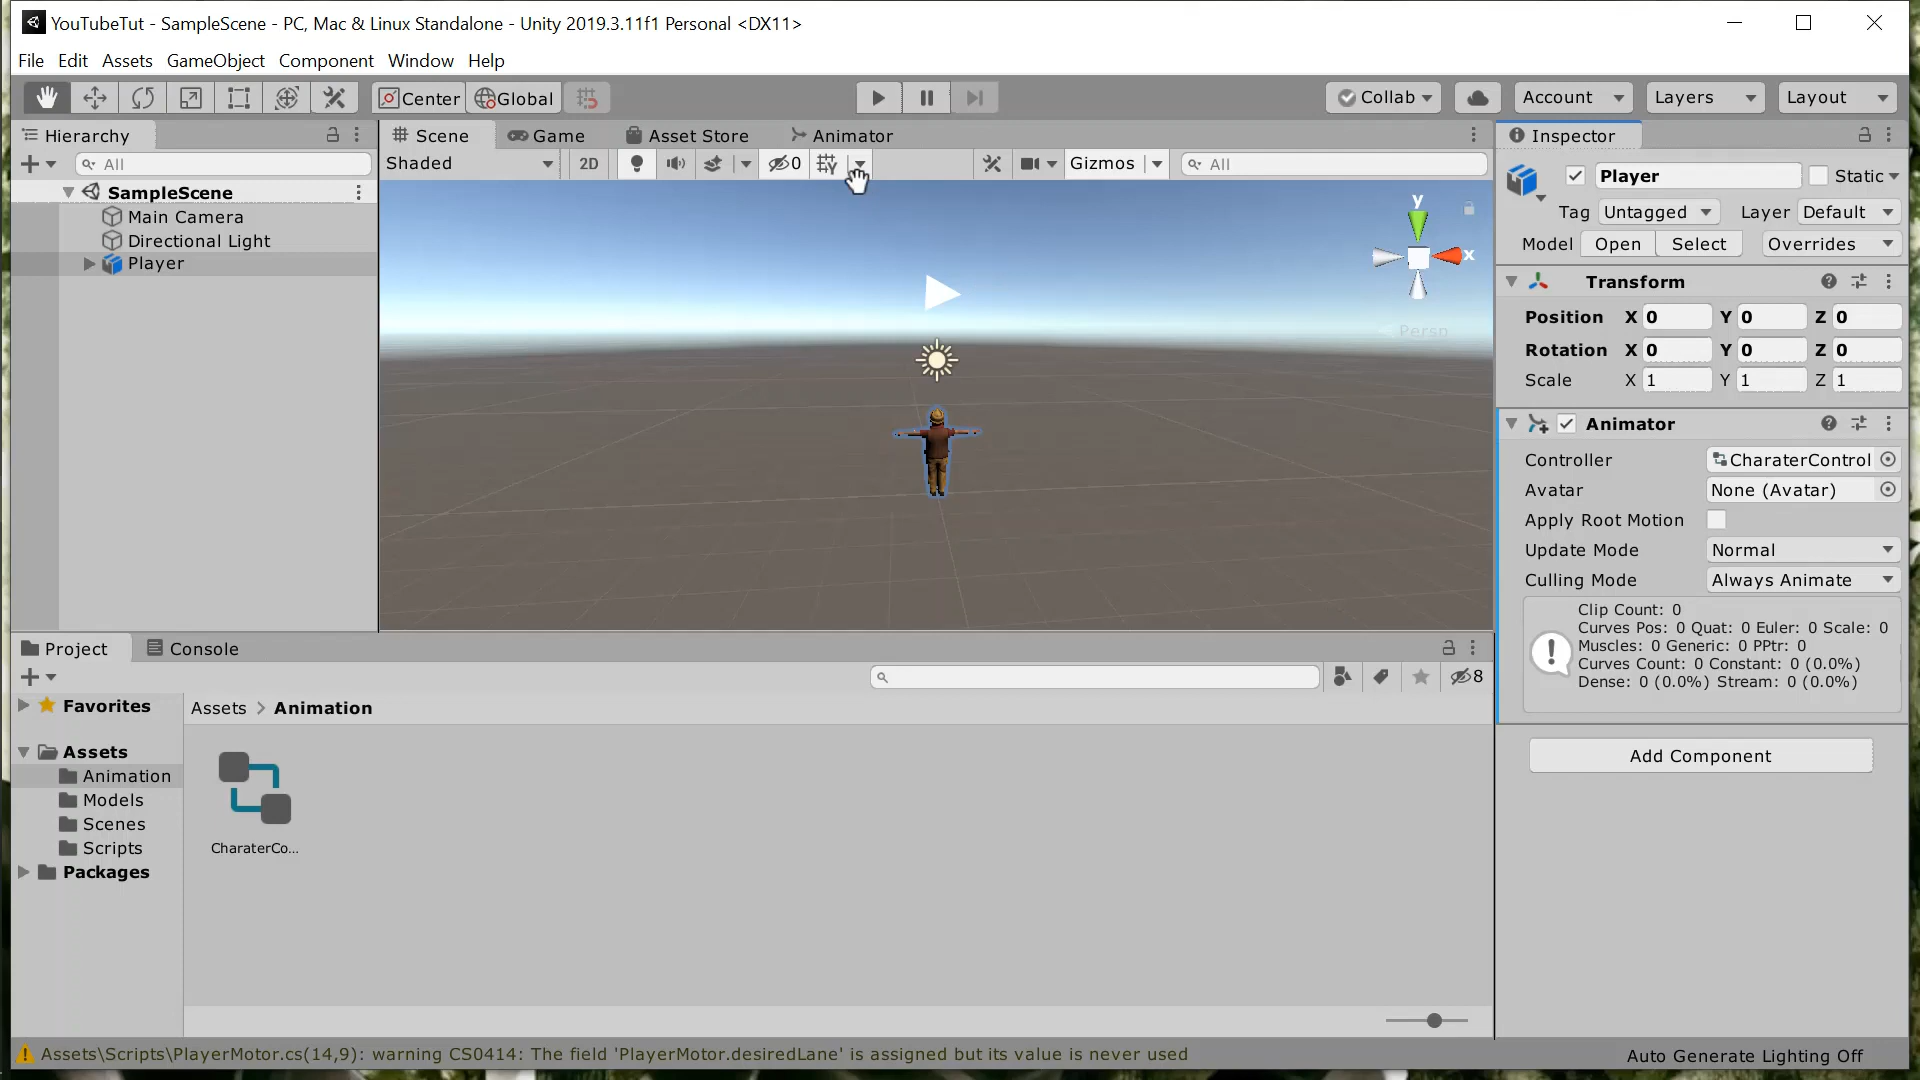 YouTubeTut - SampleScene - PC, Mac & Linux Standalone - Unity 2019.3.11f1 Personal <DX11>
File Edit Assets GameObject Component Window Help
Center Global Collab Account Layers Layout
Hierarchy
All
SampleScene
Main Camera
Directional Light
Player
Scene Game Asset Store Animator
Shaded 2D 0 Gizmos All
y
x
Persp
Inspector
Player Static
Tag Untagged Layer Default
Model Open Select Overrides
Transform
Position X 0 Y 0 Z 0
Rotation X 0 Y 0 Z 0
Scale X 1 Y 1 Z 1
Animator
Controller CharaterControl
Avatar None (Avatar)
Apply Root Motion
Update Mode Normal
Culling Mode Always Animate
Clip Count: 0
Curves Pos: 0 Quat: 0 Euler: 0 Scale: 0
Muscles: 0 Generic: 0 PPtr: 0
Curves Count: 0 Constant: 0 (0.0%)
Dense: 0 (0.0%) Stream: 0 (0.0%)
Add Component
Project Console
8
Favorites
Assets
Animation
Models
Scenes
Scripts
Packages
Assets > Animation
CharaterCo...
Assets\Scripts\PlayerMotor.cs(14,9): warning CS0414: The field 'PlayerMotor.desiredLane' is assigned but its value is never used
Auto Generate Lighting Off